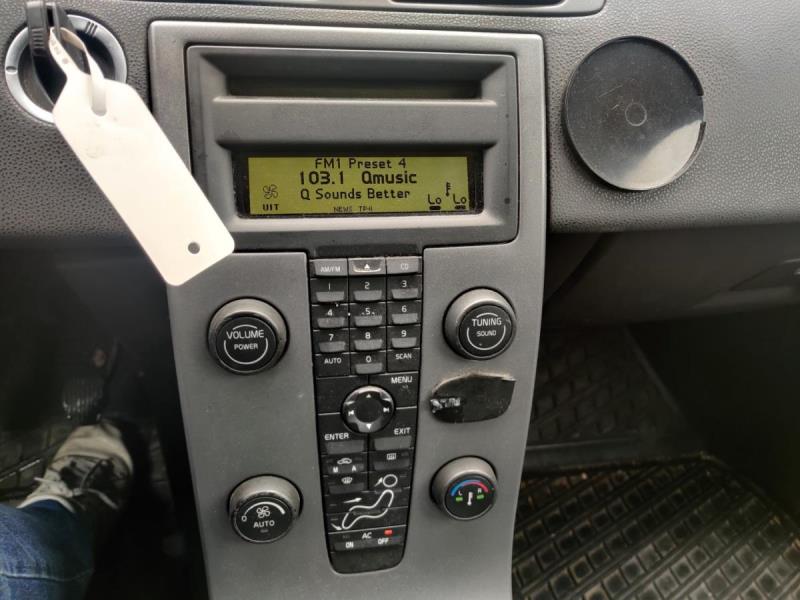 FM1 Preset 4
103.1 Qmusic
Q Sounds Better
UIT
NEWS TP
Lo Lo
AM/FM CD
1 2 3
4 5 6
7 8 9
AUTO 0 SCAN
MENU
VOLUME
POWER
TUNING
SOUND
ENTER EXIT
M A
0
AUTO
L R
AC
ON OFF